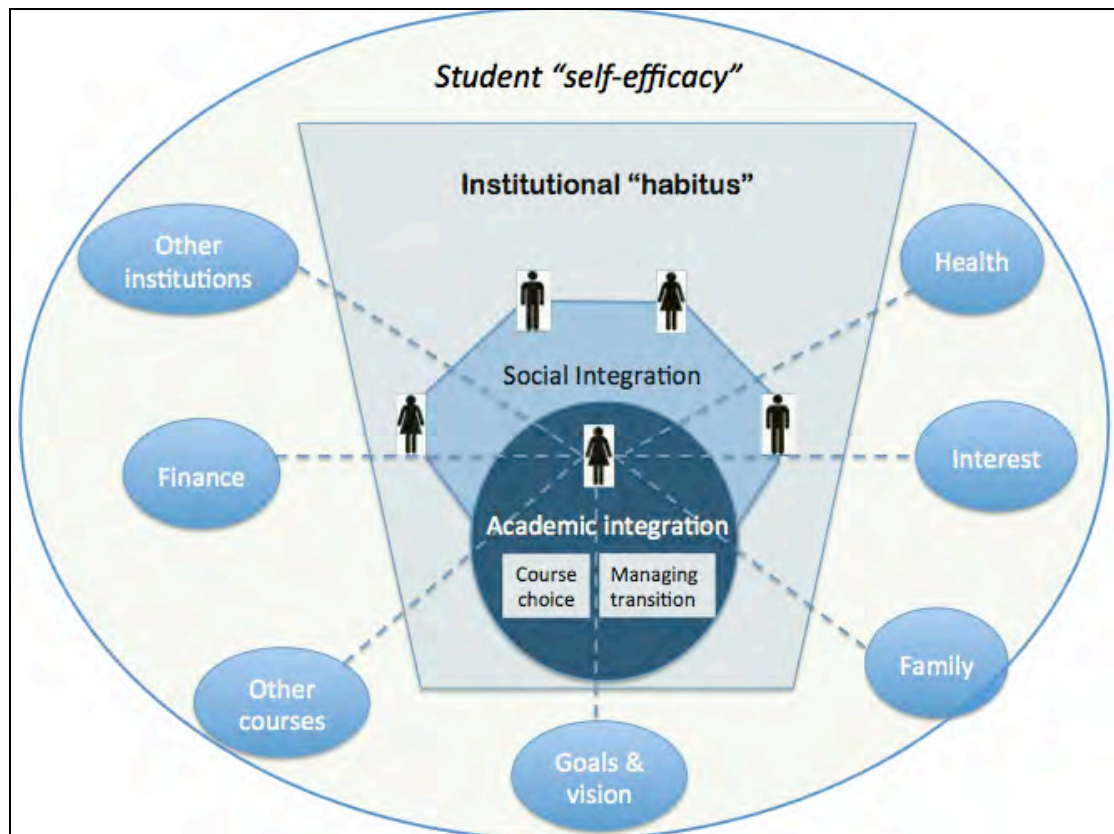 Student “self-efficacy”
Institutional “habitus”
Other
institutions
Health
Social Integration
Finance
Interest
Academic integration
Course
choice
Managing
transition
Family
Other
courses
Goals &
vision